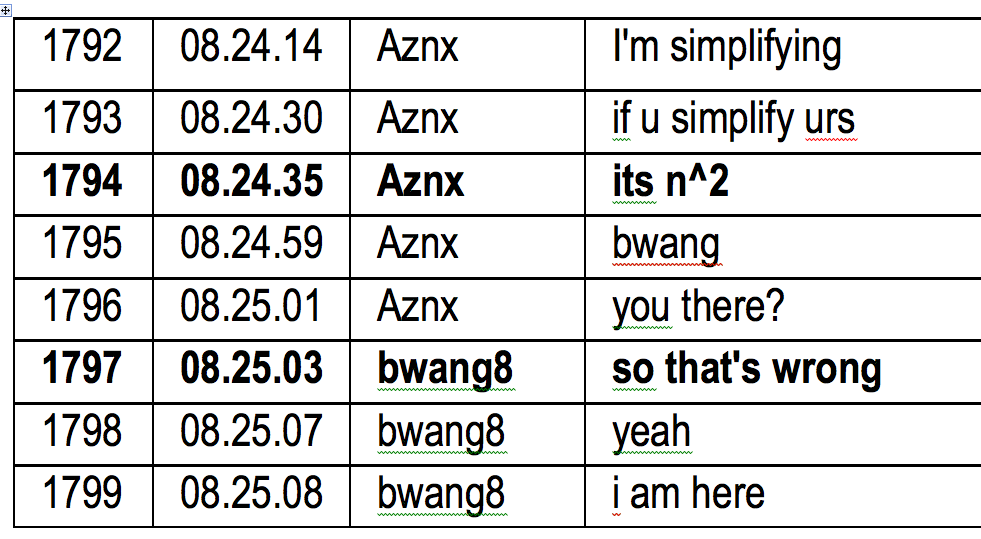 1792 08.24.14 Aznx I'm simplifying
1793 08.24.30 Aznx if u simplify urs
1794 08.24.35 Aznx its n^2
1795 08.24.59 Aznx bwang
1796 08.25.01 Aznx you there?
1797 08.25.03 bwang8 so that's wrong
1798 08.25.07 bwang8 yeah
1799 08.25.08 bwang8 i am here